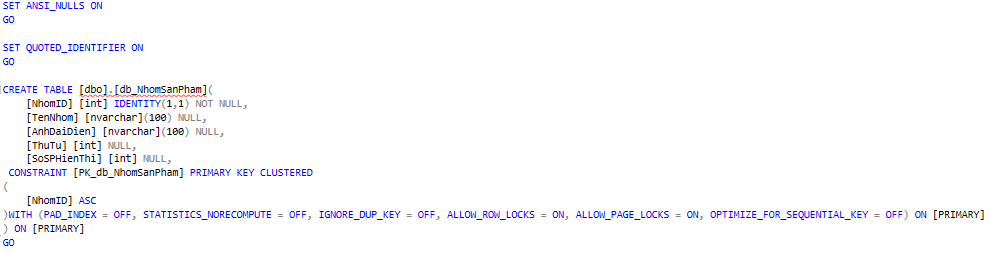 SET ANSI_NULLS ON
GO

SET QUOTED_IDENTIFIER ON
GO

CREATE TABLE [dbo].[db_NhomSanPham](
    [NhomID] [int] IDENTITY(1,1) NOT NULL,
    [TenNhom] [nvarchar](100) NULL,
    [AnhDaiDien] [nvarchar](100) NULL,
    [ThuTu] [int] NULL,
    [SoSPHienThi] [int] NULL,
 CONSTRAINT [PK_db_NhomSanPham] PRIMARY KEY CLUSTERED
(
    [NhomID] ASC
)WITH (PAD_INDEX = OFF, STATISTICS_NORECOMPUTE = OFF, IGNORE_DUP_KEY = OFF, ALLOW_ROW_LOCKS = ON, ALLOW_PAGE_LOCKS = ON, OPTIMIZE_FOR_SEQUENTIAL_KEY = OFF) ON [PRIMARY]
) ON [PRIMARY]
GO